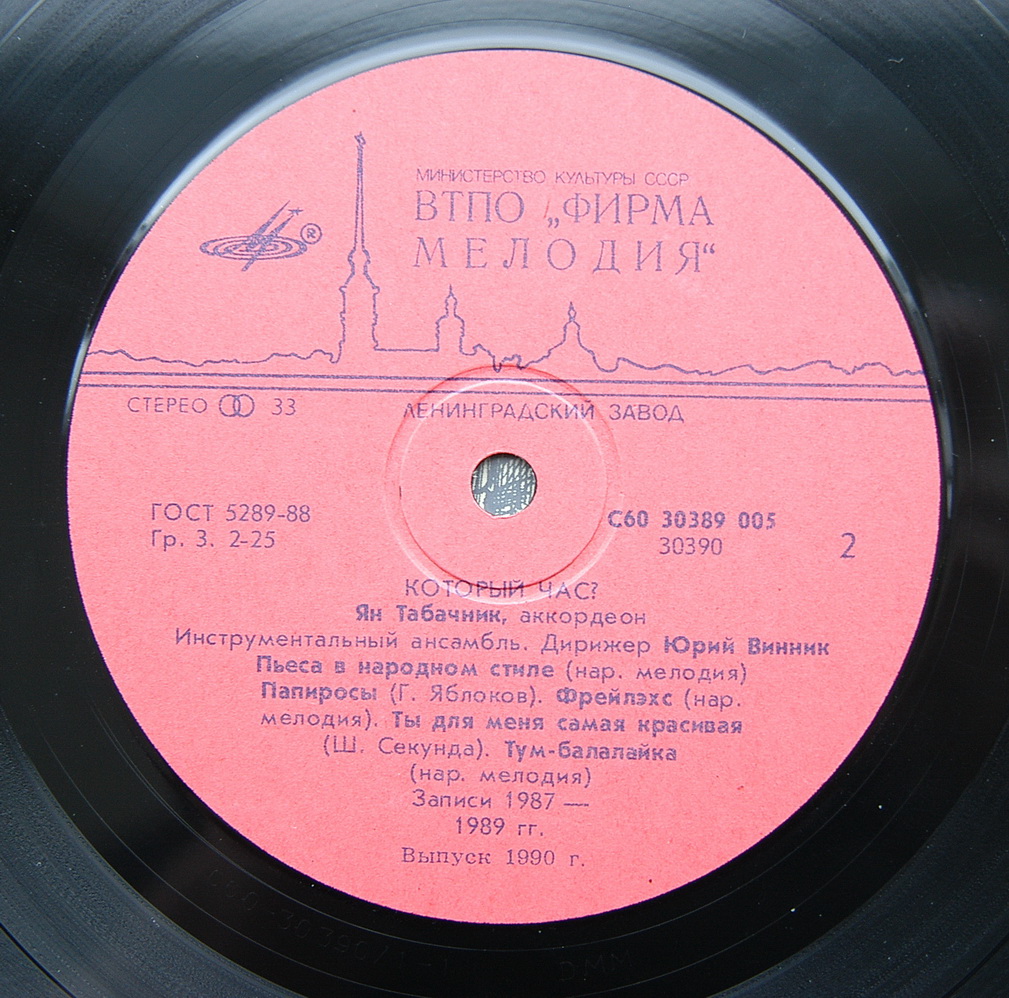 МИНИСТЕРСТВО КУЛЬТУРЫ СССР
ВТПО „ФИРМА
МЕЛОДИЯ“
®
СТЕРЕО 33
ЛЕНИНГРАДСКИЙ ЗАВОД
ГОСТ 5289-88
Гр. 3. 2-25
С60 30389 005
30390
2
КОТОРЫЙ ЧАС?
Ян Табачник, аккордеон
Инструментальный ансамбль. Дирижер Юрий Винник
Пьеса в народном стиле (нар. мелодия)
Папиросы (Г. Яблоков). Фрейлэхс (нар.
мелодия). Ты для меня самая красивая
(Ш. Секунда). Тум-балалайка
(нар. мелодия)
Записи 1987 —
1989 гг.
Выпуск 1990 г.
DMM